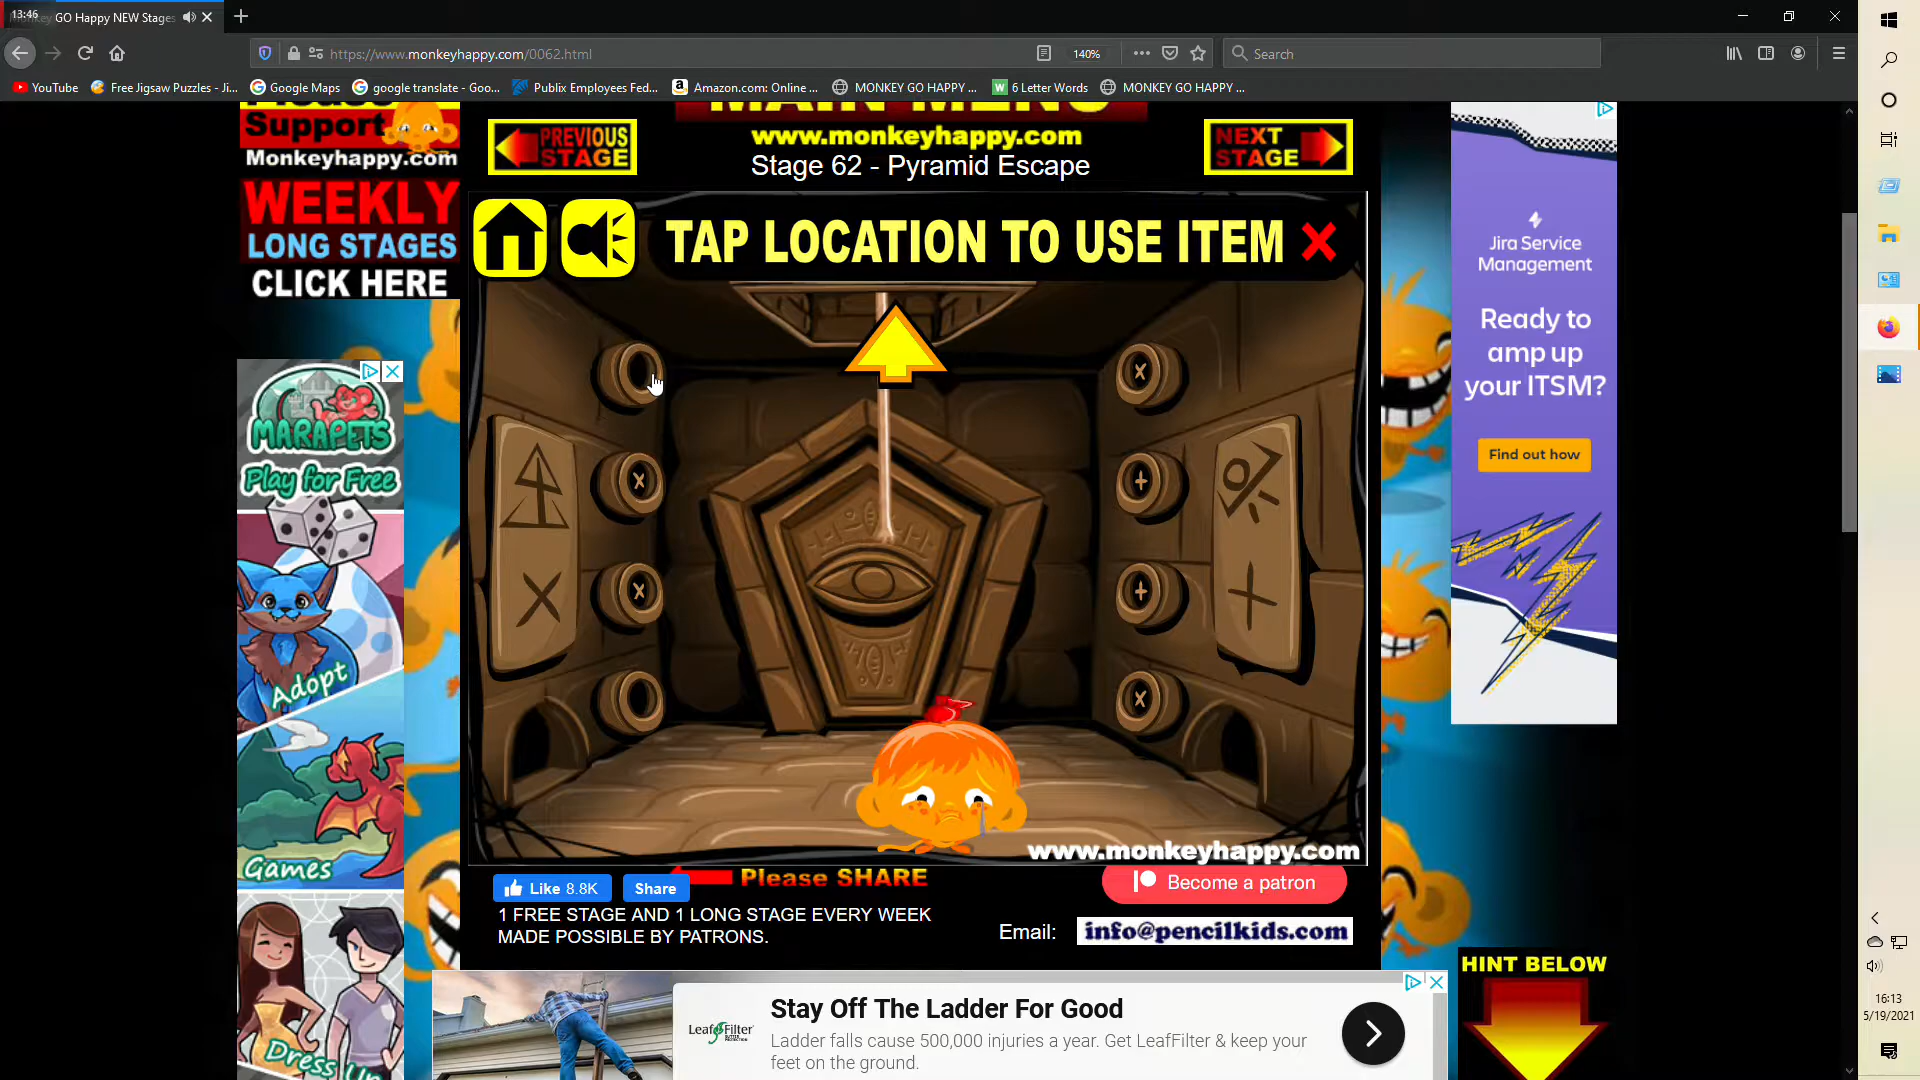 13:46
Monkey GO Happy NEW Stages
https://www.monkeyhappy.com/0062.html
140%
Search
YouTube
Free Jigsaw Puzzles - Ji...
Google Maps
google translate - Goo...
Publix Employees Fed...
Amazon.com: Online ...
MONKEY GO HAPPY ...
6 Letter Words
MONKEY GO HAPPY ...
Please
Support
Monkeyhappy.com
WEEKLY
LONG STAGES
CLICK HERE
MAIN MENU
www.monkeyhappy.com
Stage 62 - Pyramid Escape
PREVIOUS
STAGE
NEXT
STAGE
TAP LOCATION TO USE ITEM
www.monkeyhappy.com
MARAPETS
Play for Free
Adopt
Games
Dress Up
Jira Service
Management
Ready to
amp up
your ITSM?
Find out how
Like 8.8K
Share
Please SHARE
Become a patron
1 FREE STAGE AND 1 LONG STAGE EVERY WEEK
MADE POSSIBLE BY PATRONS.
Email:
info@pencilkids.com
LeafFilter
Stay Off The Ladder For Good
Ladder falls cause 500,000 injuries a year. Get LeafFilter & keep your
feet on the ground.
HINT BELOW
16:13
5/19/2021